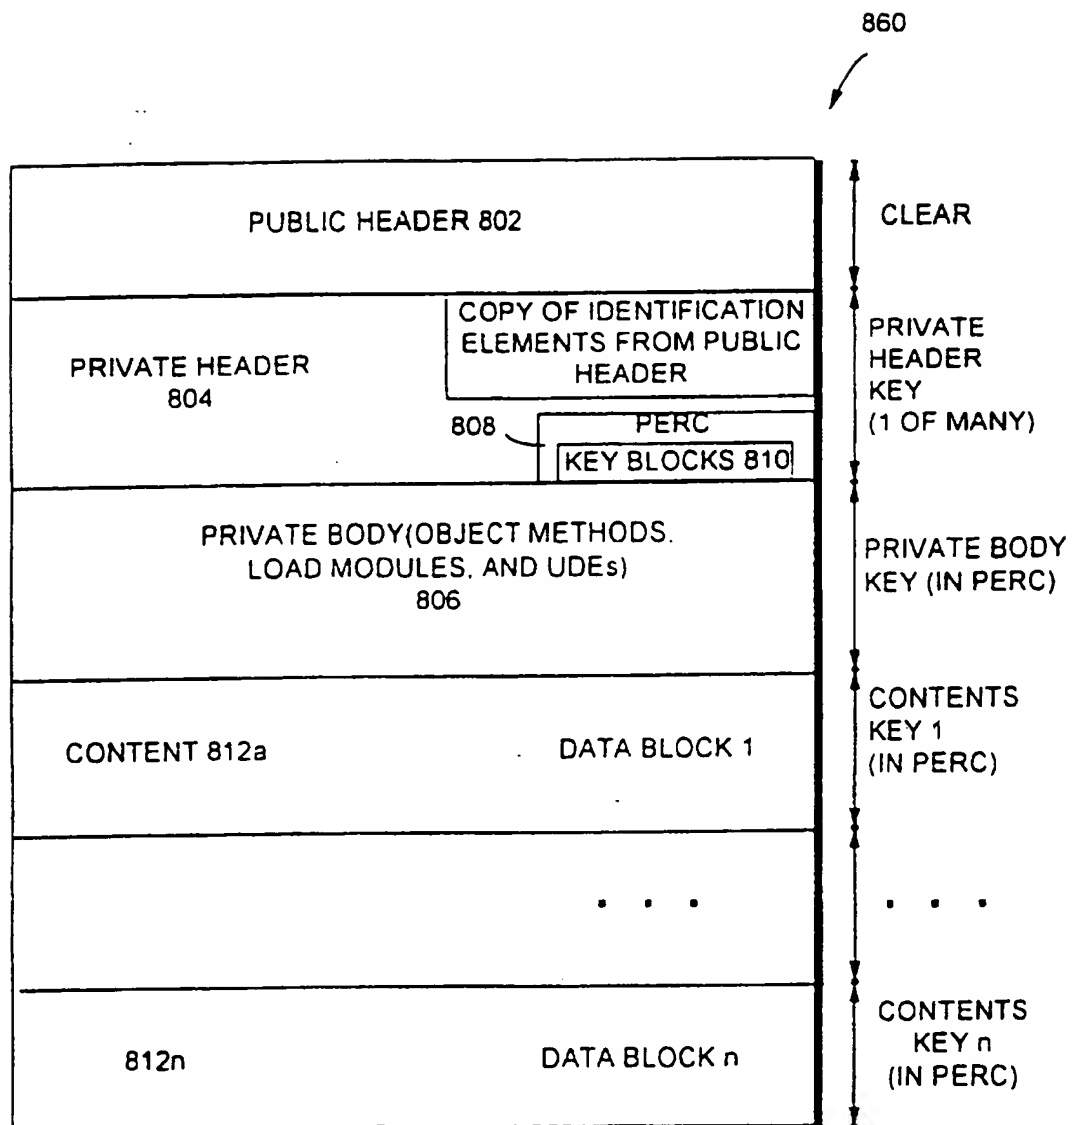 860
PUBLIC HEADER 802
CLEAR
COPY OF IDENTIFICATION
ELEMENTS FROM PUBLIC
HEADER
PRIVATE HEADER
804
PRIVATE
HEADER
KEY
(1 OF MANY)
808
PERC
KEY BLOCKS 810
PRIVATE BODY(OBJECT METHODS.
LOAD MODULES, AND UDEs)
806
PRIVATE BODY
KEY (IN PERC)
CONTENT 812a
DATA BLOCK 1
CONTENTS
KEY 1
(IN PERC)
. . .
. . .
812n
DATA BLOCK n
CONTENTS
KEY n
(IN PERC)